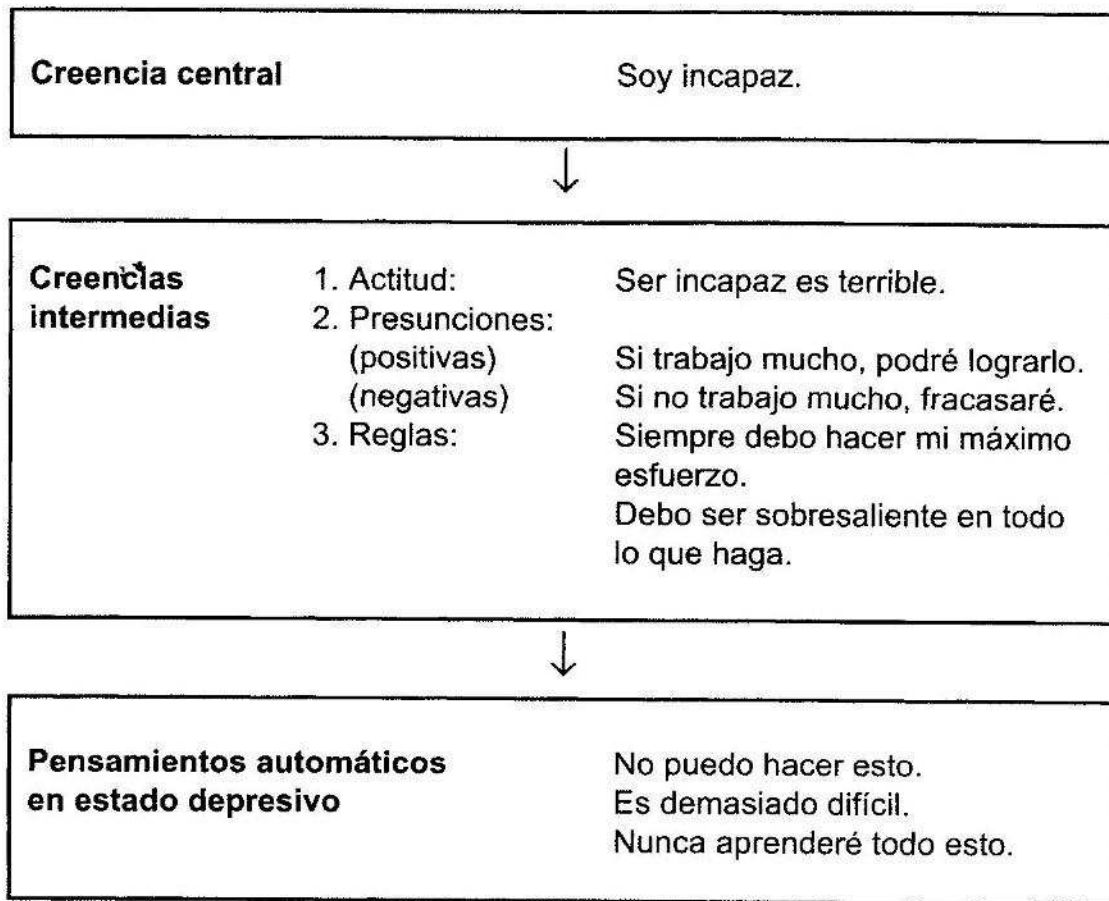 Creencia central Soy incapaz.
↓
Creencias 1. Actitud: Ser incapaz es terrible.
intermedias 2. Presunciones:
(positivas) Si trabajo mucho, podré lograrlo.
(negativas) Si no trabajo mucho, fracasaré.
3. Reglas: Siempre debo hacer mi máximo
esfuerzo.
Debo ser sobresaliente en todo
lo que haga.
↓
Pensamientos automáticos No puedo hacer esto.
en estado depresivo Es demasiado difícil.
Nunca aprenderé todo esto.